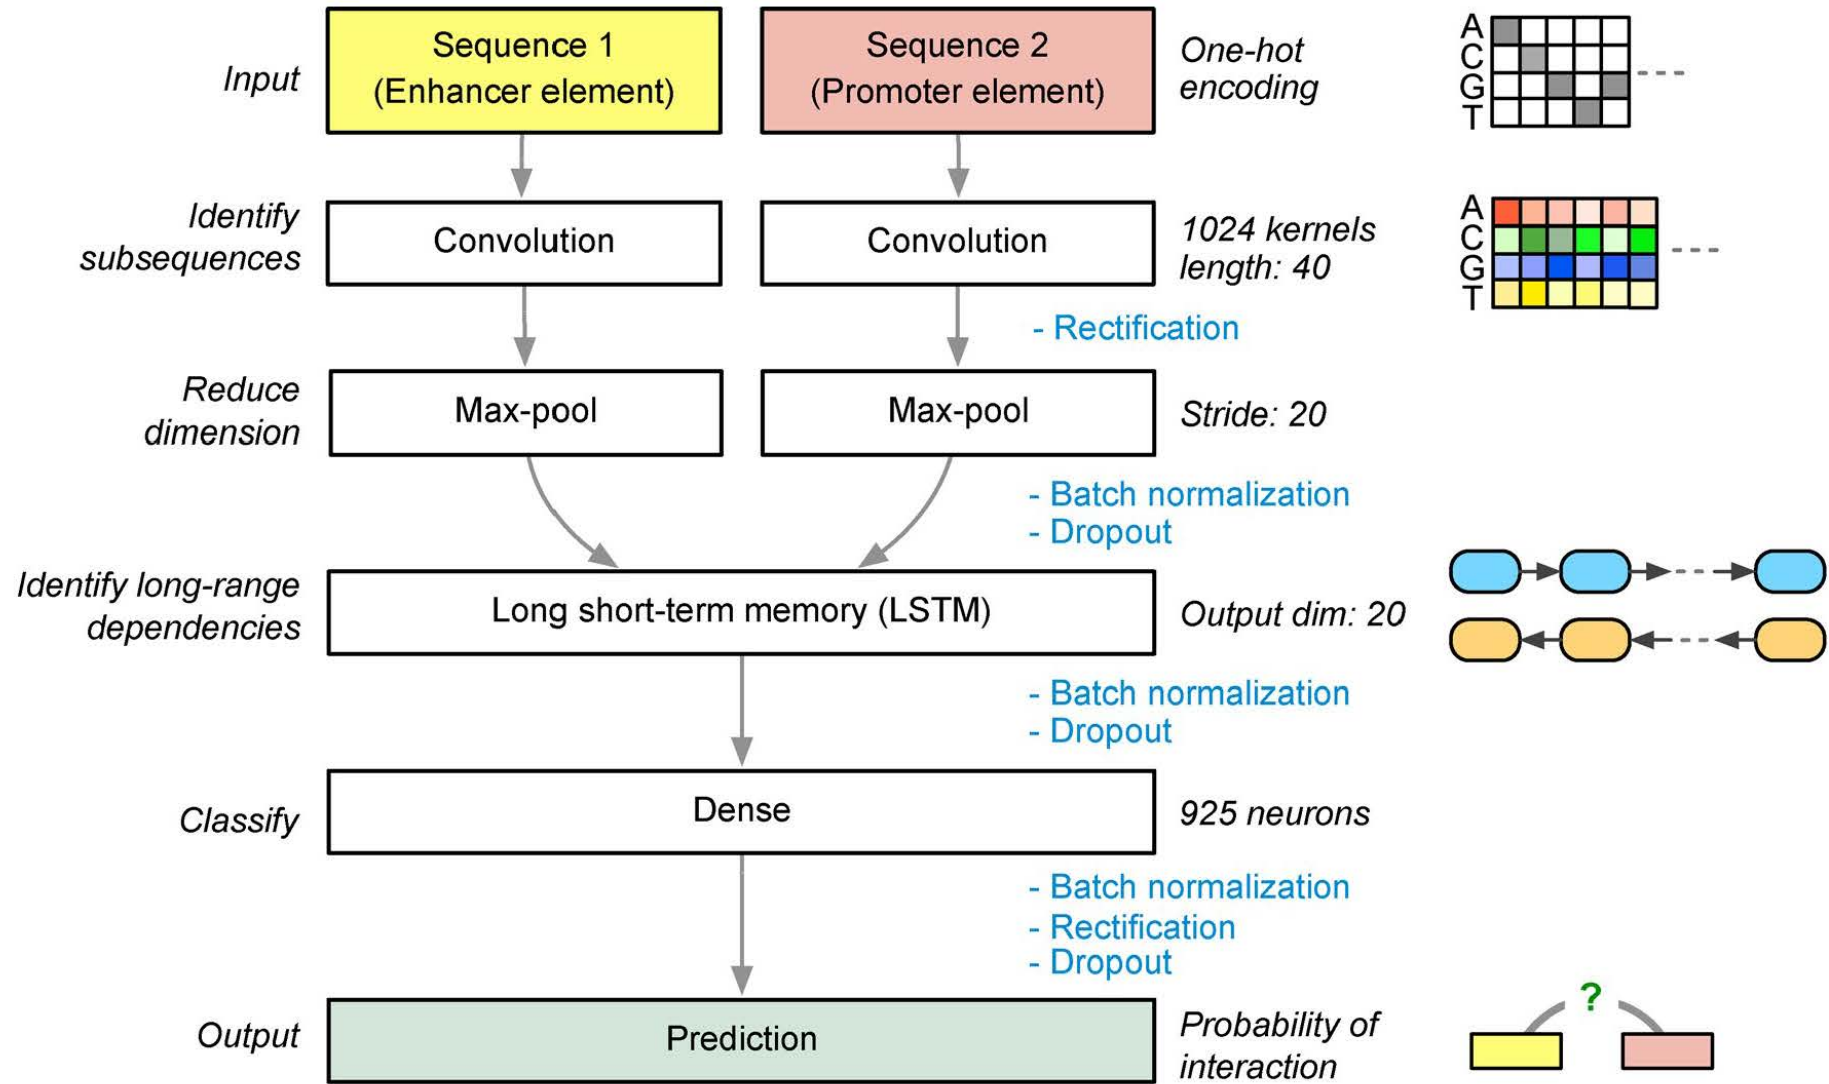 Input
Sequence 1
(Enhancer element)
Sequence 2
(Promoter element)
One-hot
encoding
A
C
G
T
Identify
subsequences
Convolution
Convolution
1024 kernels
length: 40
A
C
G
T
- Rectification
Reduce
dimension
Max-pool
Max-pool
Stride: 20
- Batch normalization
- Dropout
Identify long-range
dependencies
Long short-term memory (LSTM)
Output dim: 20
- Batch normalization
- Dropout
Classify
Dense
925 neurons
- Batch normalization
- Rectification
- Dropout
Output
Prediction
Probability of
interaction
?